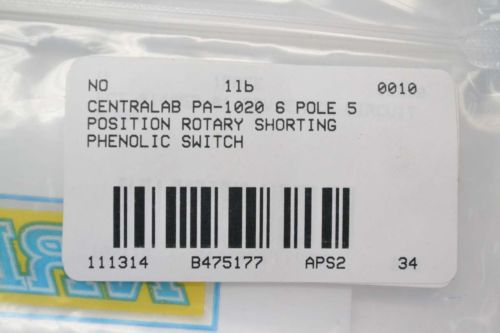 NO 1lb 0010
CENTRALAB PA-1020 6 POLE 5
POSITION ROTARY SHORTING
PHENOLIC SWITCH
111314 B475177 APS2 34